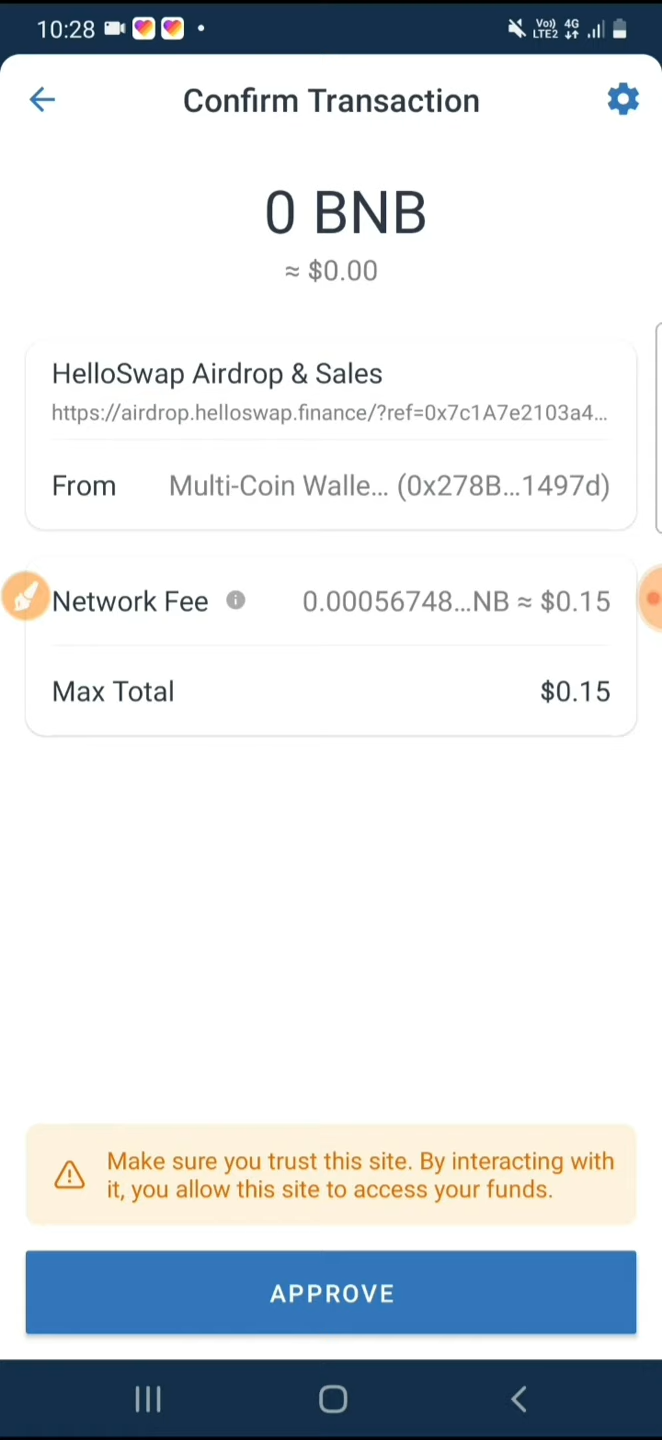 10:28 Vo)) LTE2 4G
Confirm Transaction
0 BNB
≈ $0.00
HelloSwap Airdrop & Sales
https://airdrop.helloswap.finance/?ref=0x7c1A7e2103a4...
From Multi-Coin Walle... (0x278B...1497d)
Network Fee 0.00056748...NB ≈ $0.15
Max Total $0.15
Make sure you trust this site. By interacting with
it, you allow this site to access your funds.
APPROVE